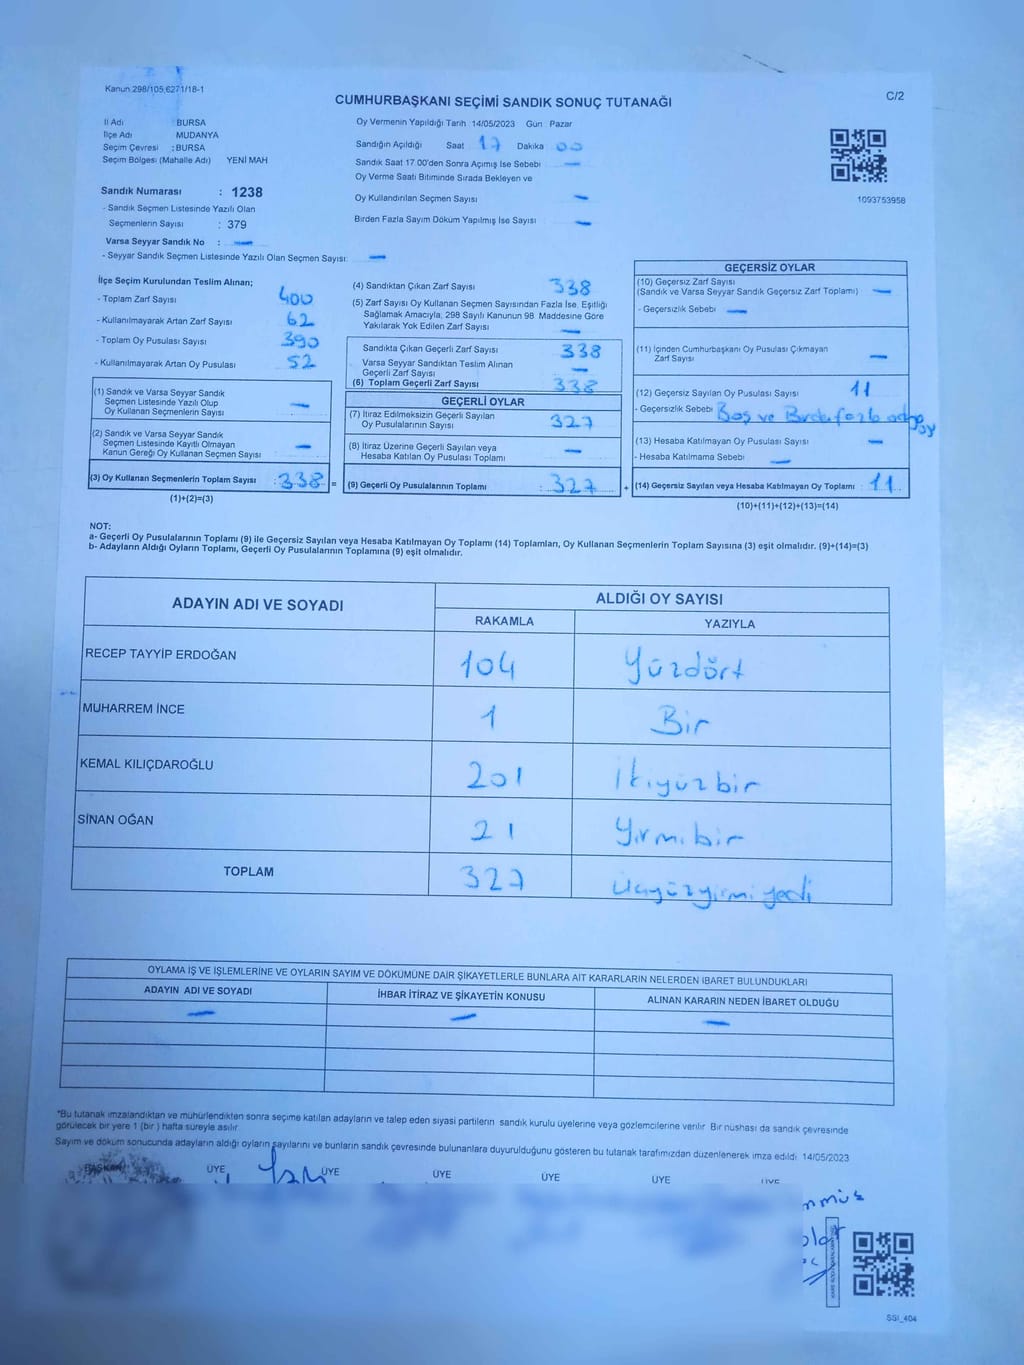 Kanun 298/105,6271/18-1
CUMHURBAŞKANI SEÇİMİ SANDIK SONUÇ TUTANAĞI
C/2
İl Adı : BURSA
İlçe Adı MUDANYA
Seçim Çevresi : BURSA
Seçim Bölgesi (Mahalle Adı) YENİ MAH
Sandık Numarası : 1238
- Sandık Seçmen Listesinde Yazılı Olan
Seçmenlerin Sayısı : 379
Varsa Seyyar Sandık No : —
- Seyyar Sandık Seçmen Listesinde Yazılı Olan Seçmen Sayısı: —
Oy Vermenin Yapıldığı Tarih :14/05/2023 Gün : Pazar
Sandığın Açıldığı Saat 17 Dakika 00
Sandık Saat 17.00'den Sonra Açımış İse Sebebi —
Oy Verme Saati Bitiminde Sırada Bekleyen ve
Oy Kullandırılan Seçmen Sayısı —
Birden Fazla Sayım Döküm Yapılmış İse Sayısı —
1093753958
İlçe Seçim Kurulundan Teslim Alınan;
- Toplam Zarf Sayısı 400
- Kullanılmayarak Artan Zarf Sayısı 62
- Toplam Oy Pusulası Sayısı 390
- Kullanılmayarak Artan Oy Pusulası 52
(1) Sandık ve Varsa Seyyar Sandık
Seçmen Listesinde Yazılı Olup
Oy Kullanan Seçmenlerin Sayısı —
(2) Sandık ve Varsa Seyyar Sandık
Seçmen Listesinde Kayıtlı Olmayan
Kanun Gereği Oy Kullanan Seçmen Sayısı —
(3) Oy Kullanan Seçmenlerin Toplam Sayısı : 338 =
(1)+(2)=(3)
(4) Sandıktan Çıkan Zarf Sayısı 338
(5) Zarf Sayısı Oy Kullanan Seçmen Sayısından Fazla İse, Eşitliği
Sağlamak Amacıyla, 298 Sayılı Kanunun 98. Maddesine Göre
Yakılarak Yok Edilen Zarf Sayısı —
Sandıkta Çıkan Geçerli Zarf Sayısı 338
Varsa Seyyar Sandıktan Teslim Alınan
Geçerli Zarf Sayısı —
(6) Toplam Geçerli Zarf Sayısı 338
GEÇERLİ OYLAR
(7) İtiraz Edilmeksizin Geçerli Sayılan
Oy Pusulalarının Sayısı 327
(8) İtiraz Üzerine Geçerli Sayılan veya
Hesaba Katılan Oy Pusulası Toplamı —
(9) Geçerli Oy Pusulalarının Toplamı : 327 +
GEÇERSİZ OYLAR
(10) Geçersiz Zarf Sayısı
(Sandık ve Varsa Seyyar Sandık Geçersiz Zarf Toplamı) —
- Geçersizlik Sebebi —
(11) İçinden Cumhurbaşkanı Oy Pusulası Çıkmayan
Zarf Sayısı —
(12) Geçersiz Sayılan Oy Pusulası Sayısı 11
- Geçersizlik Sebebi Boş ve
(13) Hesaba Katılmayan Oy Pusulası Sayısı —
- Hesaba Katılmama Sebebi —
(14) Geçersiz Sayılan veya Hesaba Katılmayan Oy Toplamı : 11
(10)+(11)+(12)+(13)=(14)
NOT:
a- Geçerli Oy Pusulalarının Toplamı (9) ile Geçersiz Sayılan veya Hesaba Katılmayan Oy Toplamı (14) Toplamları, Oy Kullanan Seçmenlerin Toplam Sayısına (3) eşit olmalıdır. (9)+(14)=(3)
b- Adayların Aldığı Oyların Toplamı, Geçerli Oy Pusulalarının Toplamına (9) eşit olmalıdır.
ADAYIN ADI VE SOYADI ALDIĞI OY SAYISI
RAKAMLA YAZIYLA
RECEP TAYYİP ERDOĞAN 104 Yüzdört
MUHARREM İNCE 1 Bir
KEMAL KILIÇDAROĞLU 201 İkiyüzbir
SİNAN OĞAN 21 Yirmibir
TOPLAM 327 Üçyüzyirmiyedi
OYLAMA İŞ VE İŞLEMLERİNE VE OYLARIN SAYIM VE DÖKÜMÜNE DAİR ŞİKAYETLERLE BUNLARA AİT KARARLARIN NELERDEN İBARET BULUNDUKLARI
ADAYIN ADI VE SOYADI İHBAR İTİRAZ VE ŞİKAYETİN KONUSU ALINAN KARARIN NEDEN İBARET OLDUĞU
— — —
*Bu tutanak imzalandıktan ve mühürlendikten sonra seçime katılan adayların ve talep eden siyasi partilerin sandık kurulu üyelerine veya gözlemcilerine verilir. Bir nüshası da sandık çevresinde
görülecek bir yere 1 (bir ) hafta süreyle asılır.
Sayım ve döküm sonucunda adayların aldığı oyların sayılarını ve bunların sandık çevresinde bulunanlara duyurulduğunu gösteren bu tutanak tarafımızdan düzenlenerek imza edildi. 14/05/2023
BAŞKAN ÜYE ÜYE ÜYE ÜYE ÜYE ÜYE
SSI_404